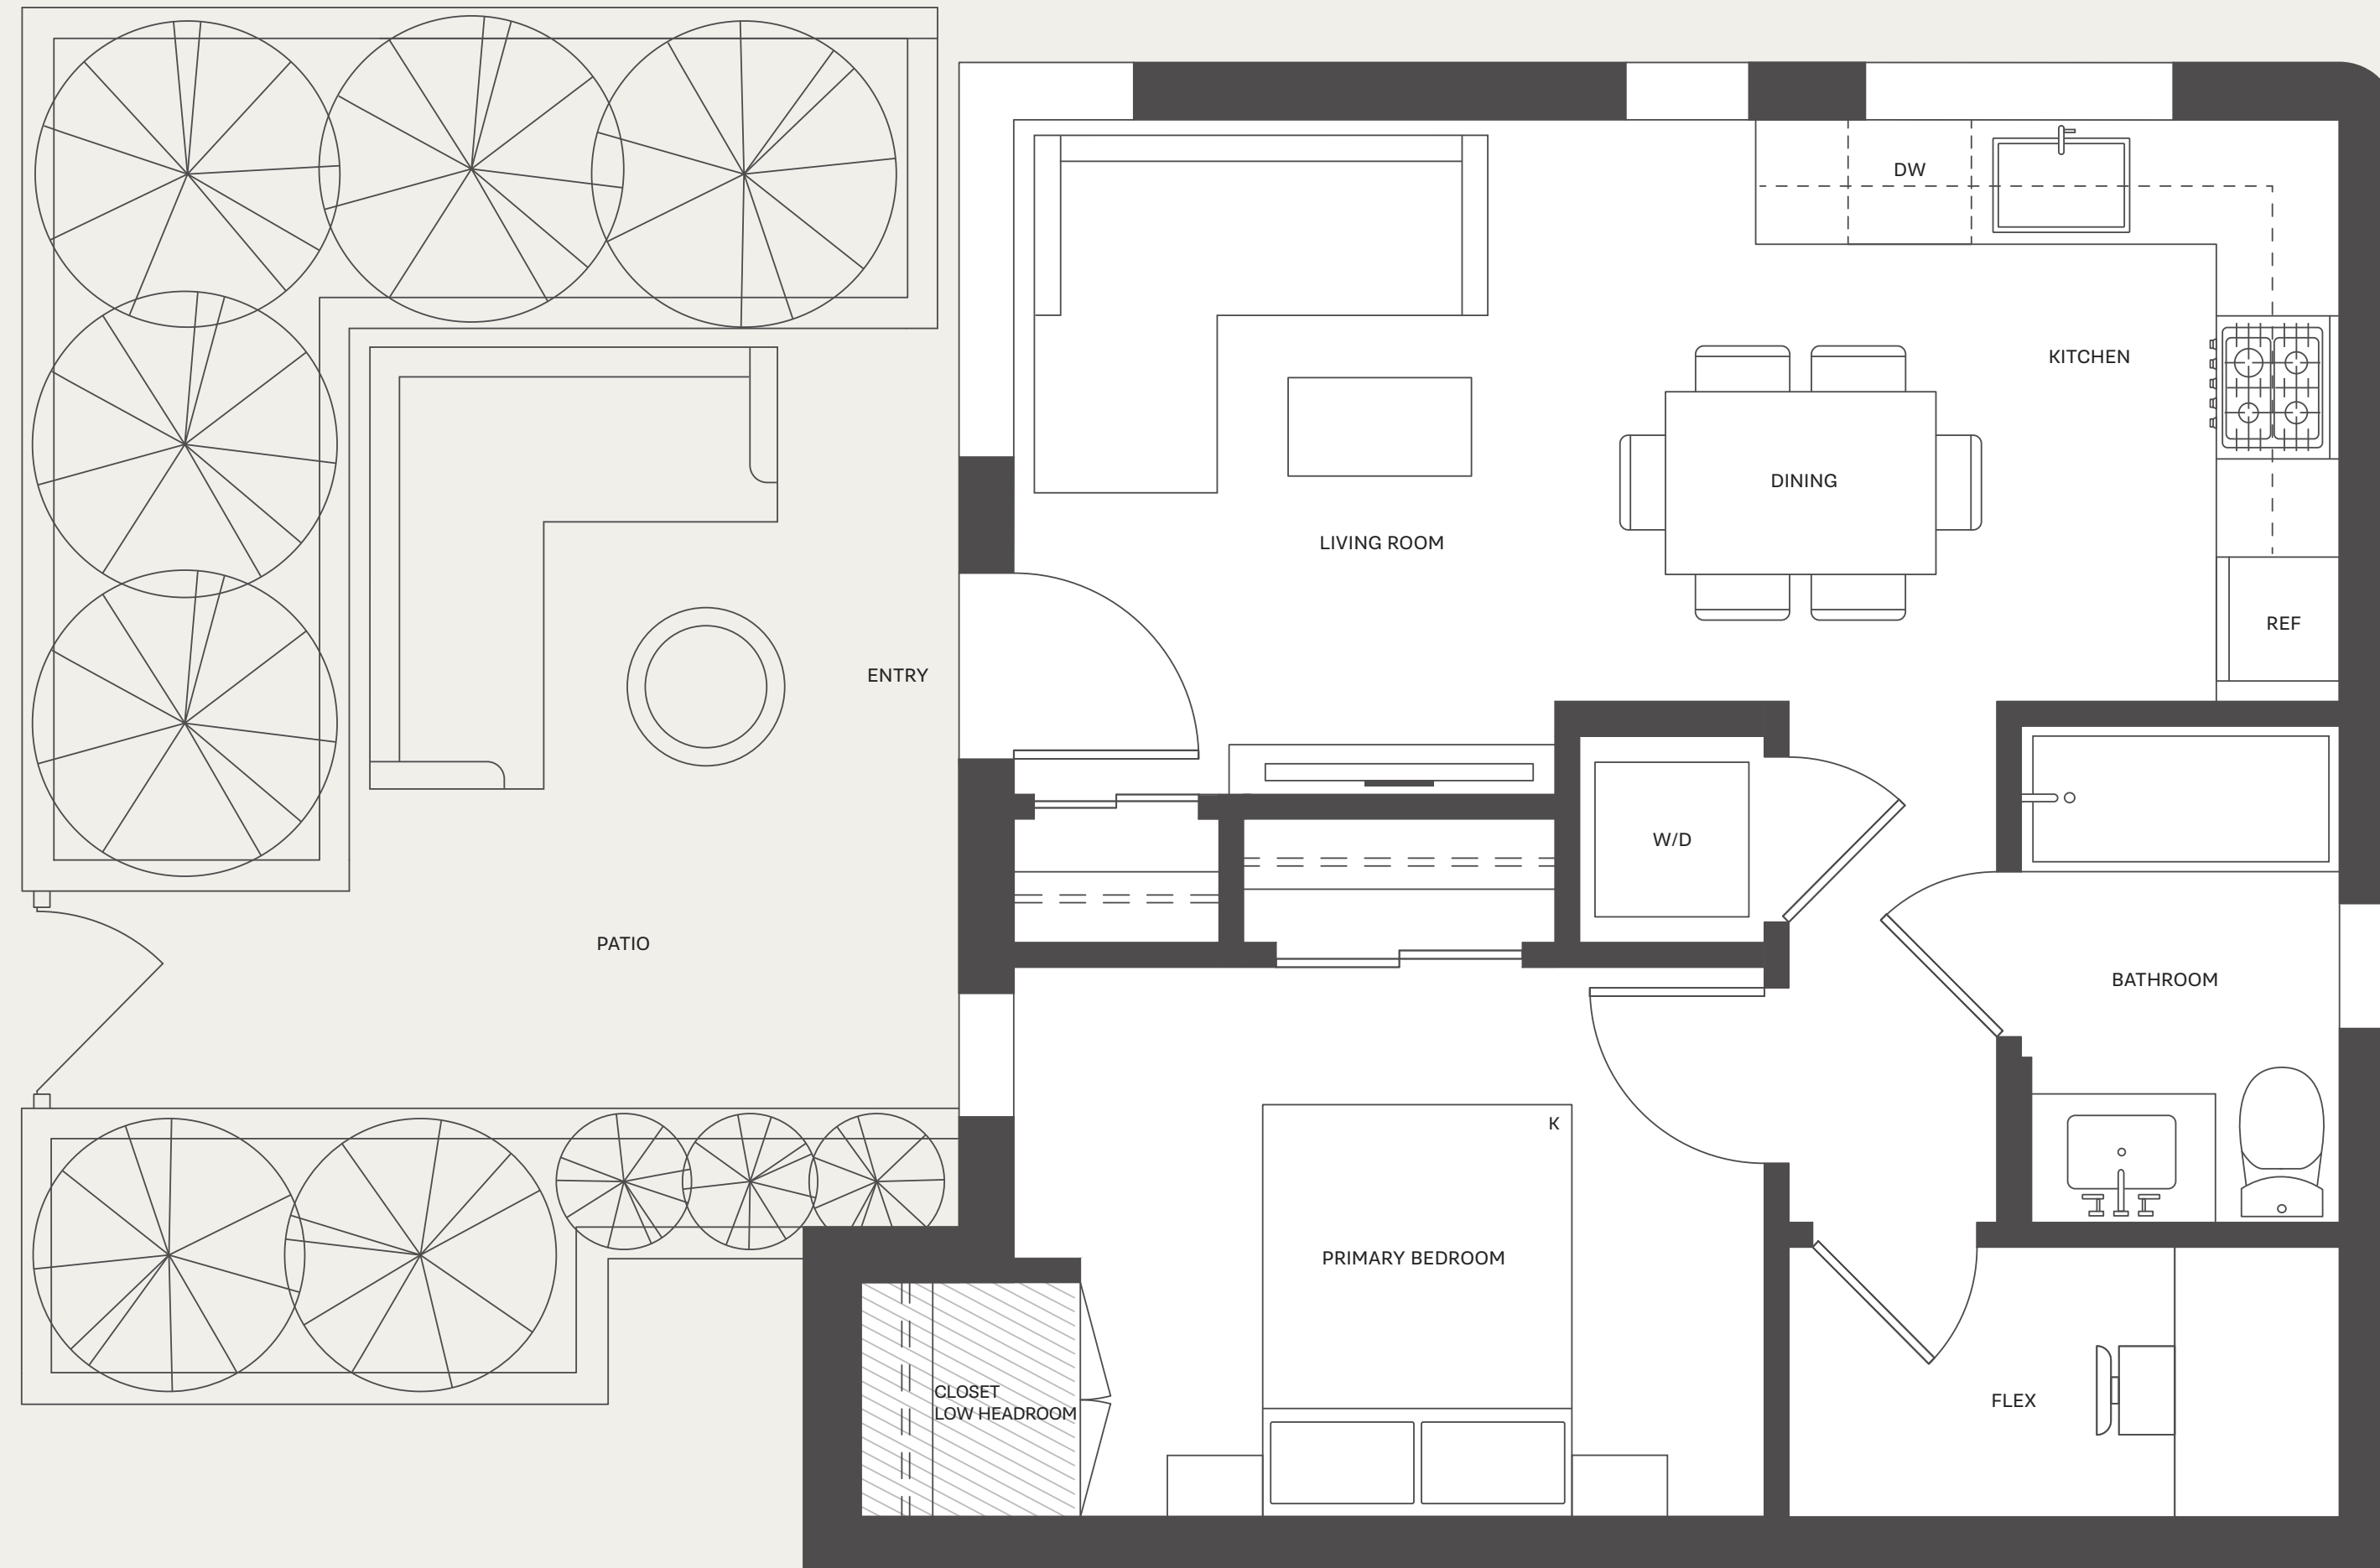 DW
KITCHEN
DINING
LIVING ROOM
REF
ENTRY
W/D
PATIO
BATHROOM
K
PRIMARY BEDROOM
CLOSET
LOW HEADROOM
FLEX